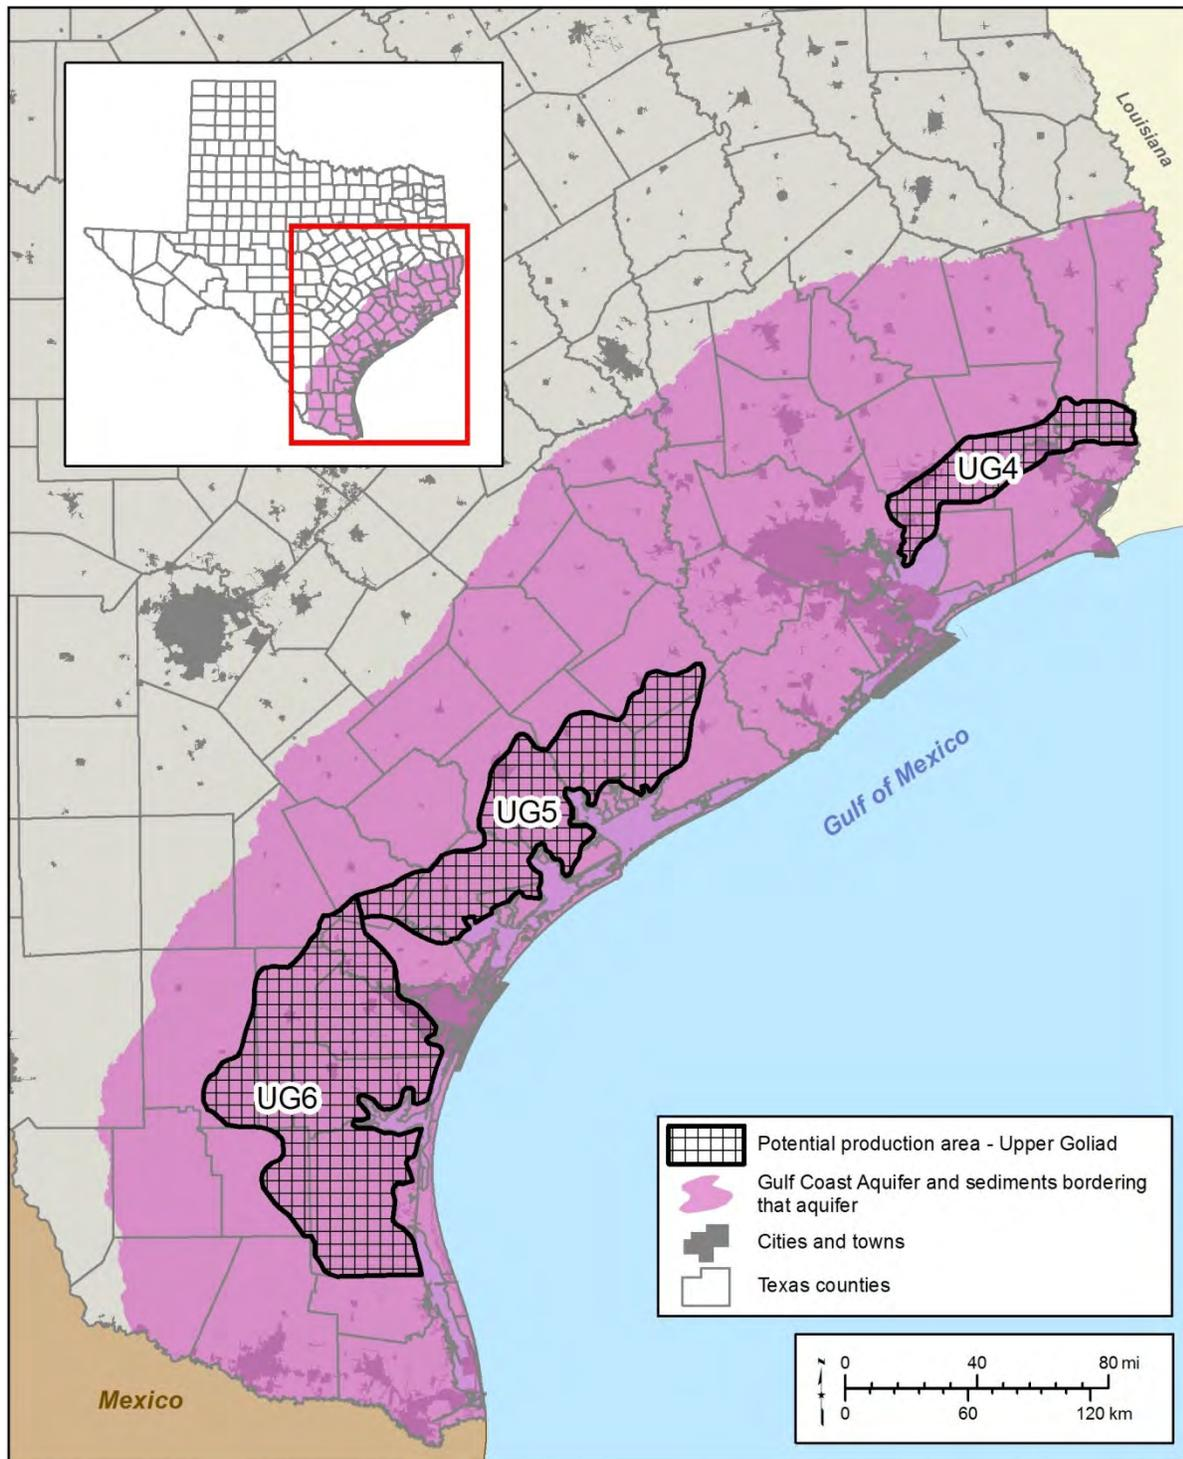 Louisiana
UG4
Gulf of Mexico
UG5
UG6
Potential production area - Upper Goliad
Gulf Coast Aquifer and sediments bordering
that aquifer
Cities and towns
Texas counties
N
0 40 80 mi
0 60 120 km
Mexico